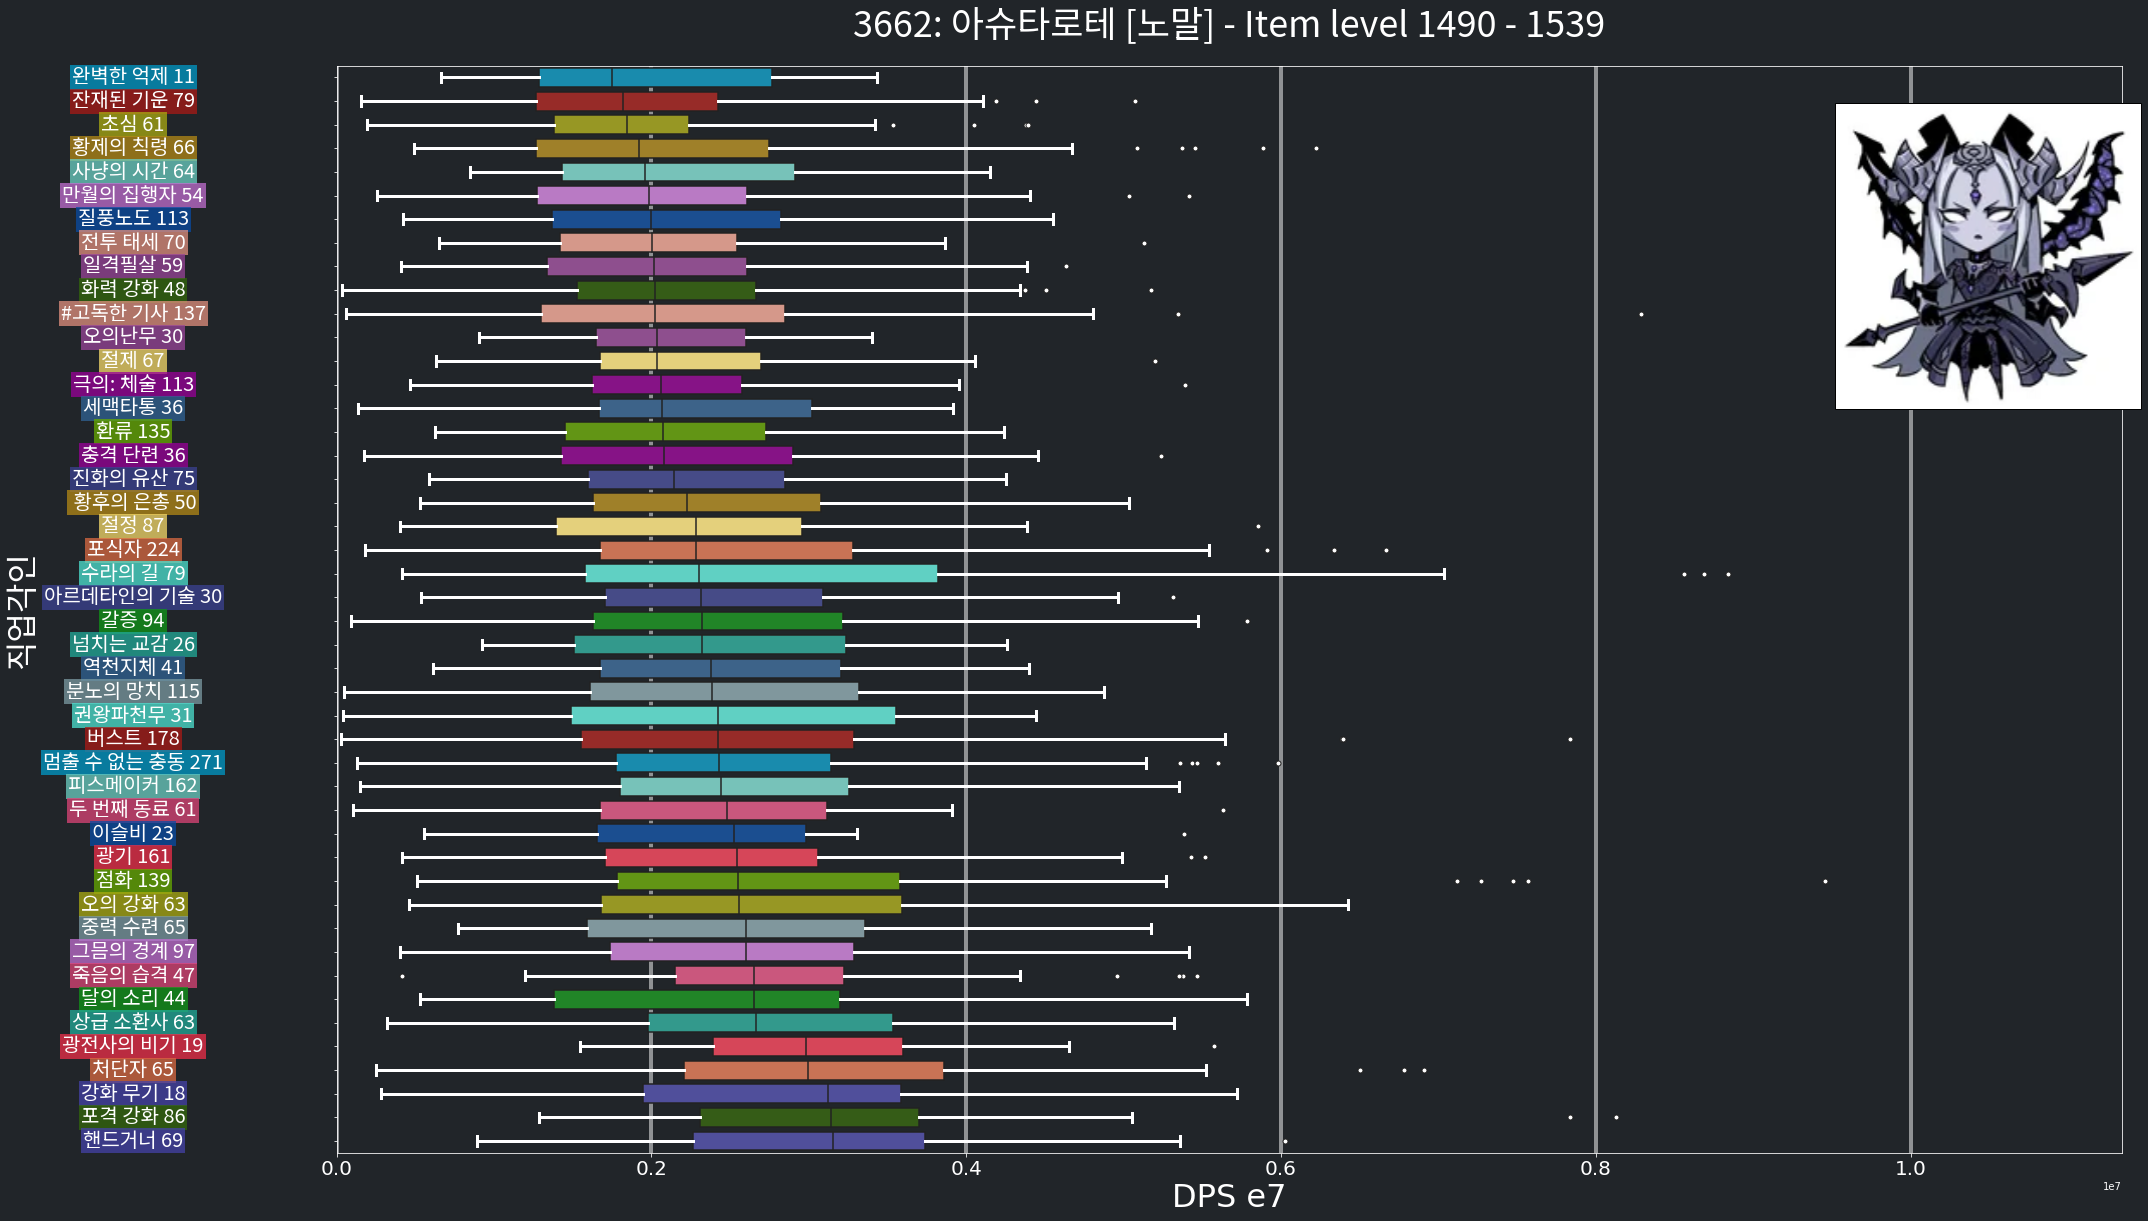 3662: 아슈타로테 [노말] - Item level 1490 - 1539
완벽한 억제 11
잔재된 기운 79
초심 61
황제의 칙령 66
사냥의 시간 64
만월의 집행자 54
질풍노도 113
전투 태세 70
일격필살 59
화력 강화 48
#고독한 기사 137
오의난무 30
절제 67
극의: 체술 113
세맥타통 36
환류 135
충격 단련 36
진화의 유산 75
황후의 은총 50
절정 87
포식자 224
수라의 길 79
아르데타인의 기술 30
갈증 94
넘치는 교감 26
역천지체 41
분노의 망치 115
권왕파천무 31
버스트 178
멈출 수 없는 충동 271
피스메이커 162
두 번째 동료 61
이슬비 23
광기 161
점화 139
오의 강화 63
중력 수련 65
그믐의 경계 97
죽음의 습격 47
달의 소리 44
상급 소환사 63
광전사의 비기 19
처단자 65
강화 무기 18
포격 강화 86
핸드거너 69
직업각인
0.0 0.2 0.4 0.6 0.8 1.0
DPS e7
1e7